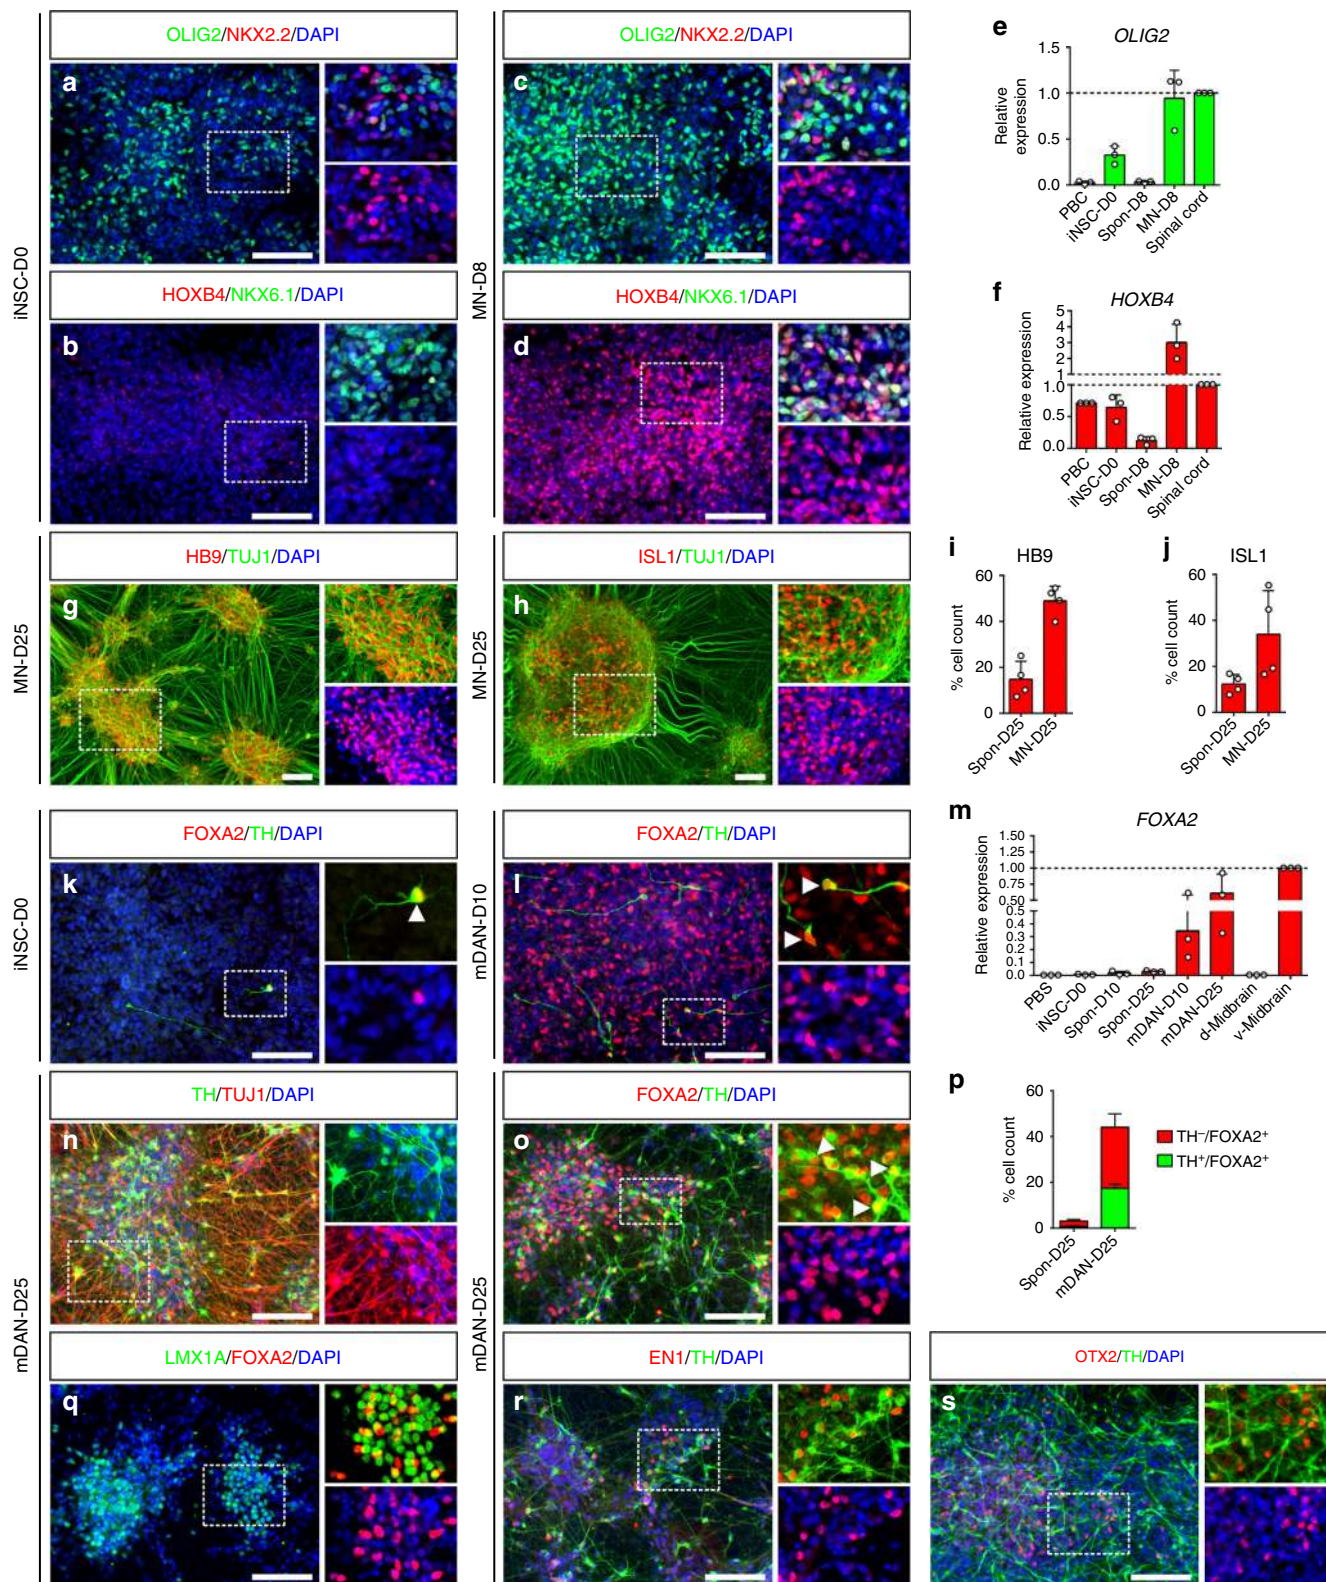 OLIG2/NKX2.2/DAPI
OLIG2/NKX2.2/DAPI
iNSC-D0
MN-D8
a
c
HOXB4/NKX6.1/DAPI
HOXB4/NKX6.1/DAPI
b
d
e
OLIG2
Relative expression
1.5
1.0
0.5
0.0
PBC
iNSC-D0
Spon-D8
MN-D8
Spinal cord
f
HOXB4
Relative expression
5
4
3
2
1
1.0
0.5
0.0
PBC
iNSC-D0
Spon-D8
MN-D8
Spinal cord
MN-D25
HB9/TUJ1/DAPI
g
MN-D25
ISL1/TUJ1/DAPI
h
i
HB9
% cell count
60
40
20
0
Spon-D25
MN-D25
j
ISL1
% cell count
60
40
20
0
Spon-D25
MN-D25
iNSC-D0
FOXA2/TH/DAPI
k
mDAN-D10
FOXA2/TH/DAPI
l
m
FOXA2
Relative expression
1.50
1.25
1.00
0.75
0.50
0.5
0.4
0.3
0.2
0.1
0.0
PBS
iNSC-D0
Spon-D10
Spon-D25
mDAN-D10
mDAN-D25
d-Midbrain
v-Midbrain
mDAN-D25
TH/TUJ1/DAPI
n
mDAN-D25
FOXA2/TH/DAPI
o
p
% cell count
60
40
20
0
Spon-D25
mDAN-D25
TH⁻/FOXA2⁺
TH⁺/FOXA2⁺
LMX1A/FOXA2/DAPI
q
EN1/TH/DAPI
r
OTX2/TH/DAPI
s